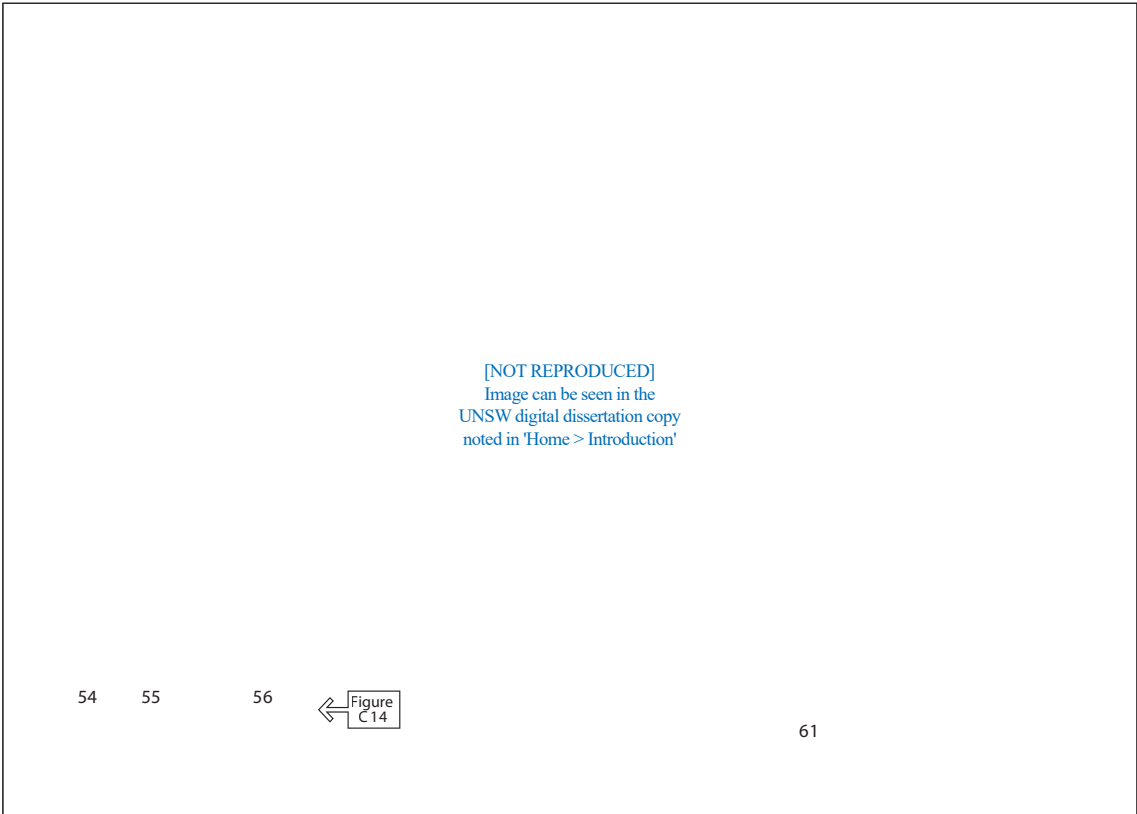 [NOT REPRODUCED]
Image can be seen in the
UNSW digital dissertation copy
noted in 'Home > Introduction'
54 55 56
Figure
C 14
61